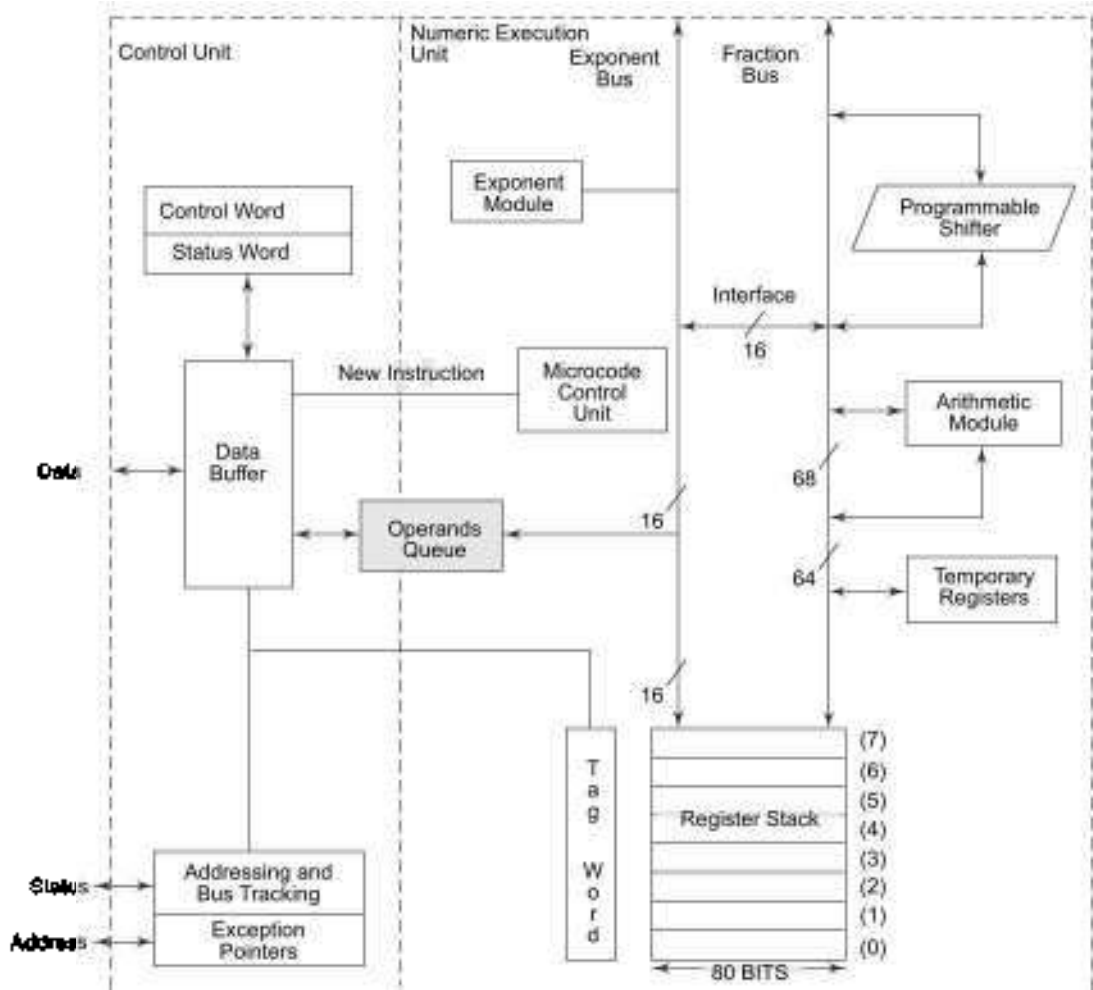 Control Unit
Numeric Execution
Unit
Exponent
Bus
Fraction
Bus
Exponent
Module
Programmable
Shifter
Control Word
Status Word
Interface
16
New Instruction
Microcode
Control
Unit
Arithmetic
Module
Data
Data
Buffer
68
16
Operands
Queue
64
Temporary
Registers
16
Tag Word
(7)
(6)
(5)
Register Stack
(4)
(3)
(2)
(1)
(0)
80 BITS
Status
Addressing and
Bus Tracking
Address
Exception
Pointers